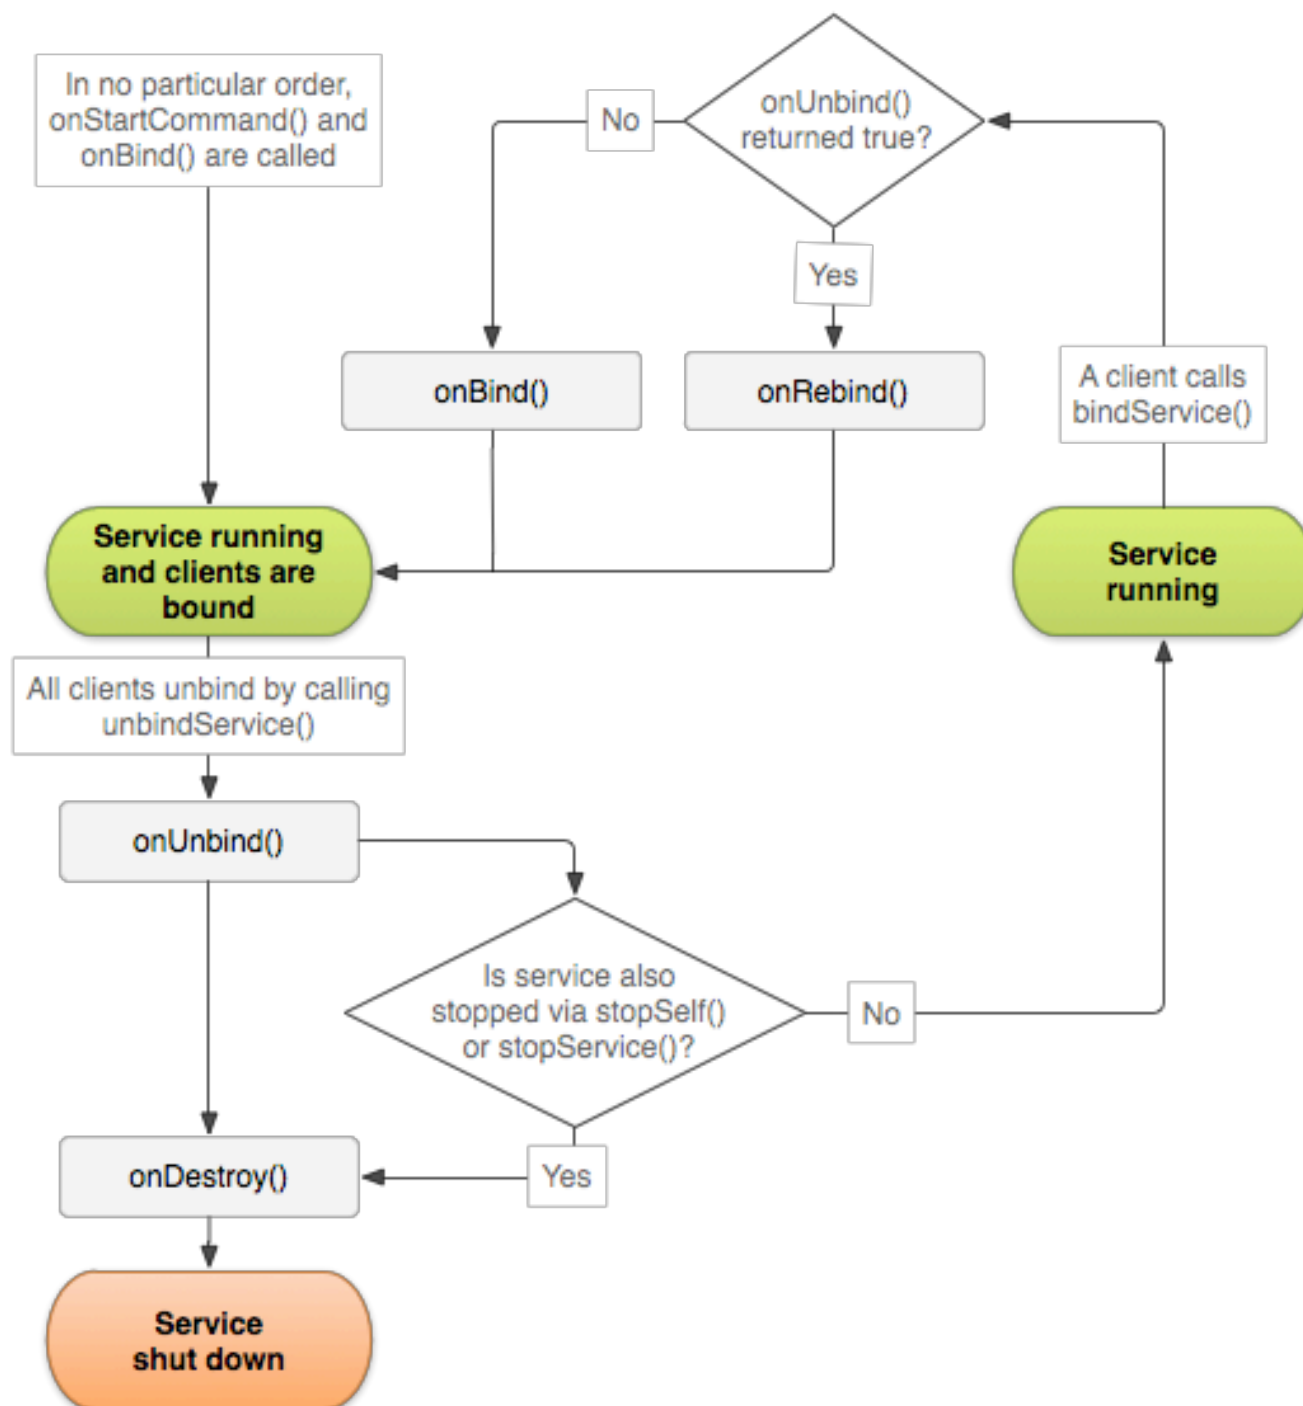 In no particular order,
onStartCommand() and
onBind() are called
onUnbind()
returned true?
No
Yes
onBind()
onRebind()
A client calls
bindService()
Service running
and clients are
bound
Service
running
All clients unbind by calling
unbindService()
onUnbind()
Is service also
stopped via stopSelf()
or stopService()?
No
Yes
onDestroy()
Service
shut down